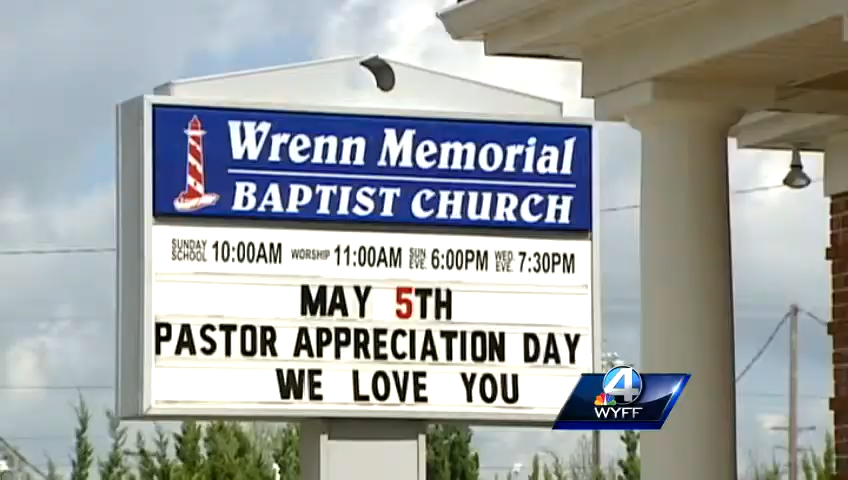 Wrenn Memorial
BAPTIST CHURCH
SUNDAY SCHOOL 10:00AM WORSHIP 11:00AM SUN. EVE. 6:00PM WED. EVE. 7:30PM
MAY 5TH
PASTOR APPRECIATION DAY
WE LOVE YOU
4
WYFF